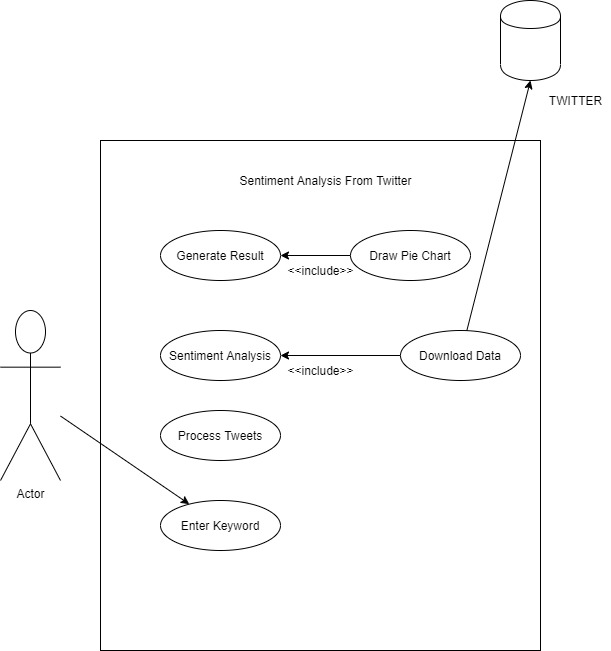 TWITTER
Sentiment Analysis From Twitter
Generate Result
Draw Pie Chart
<<include>>
Sentiment Analysis
Download Data
<<include>>
Process Tweets
Actor
Enter Keyword